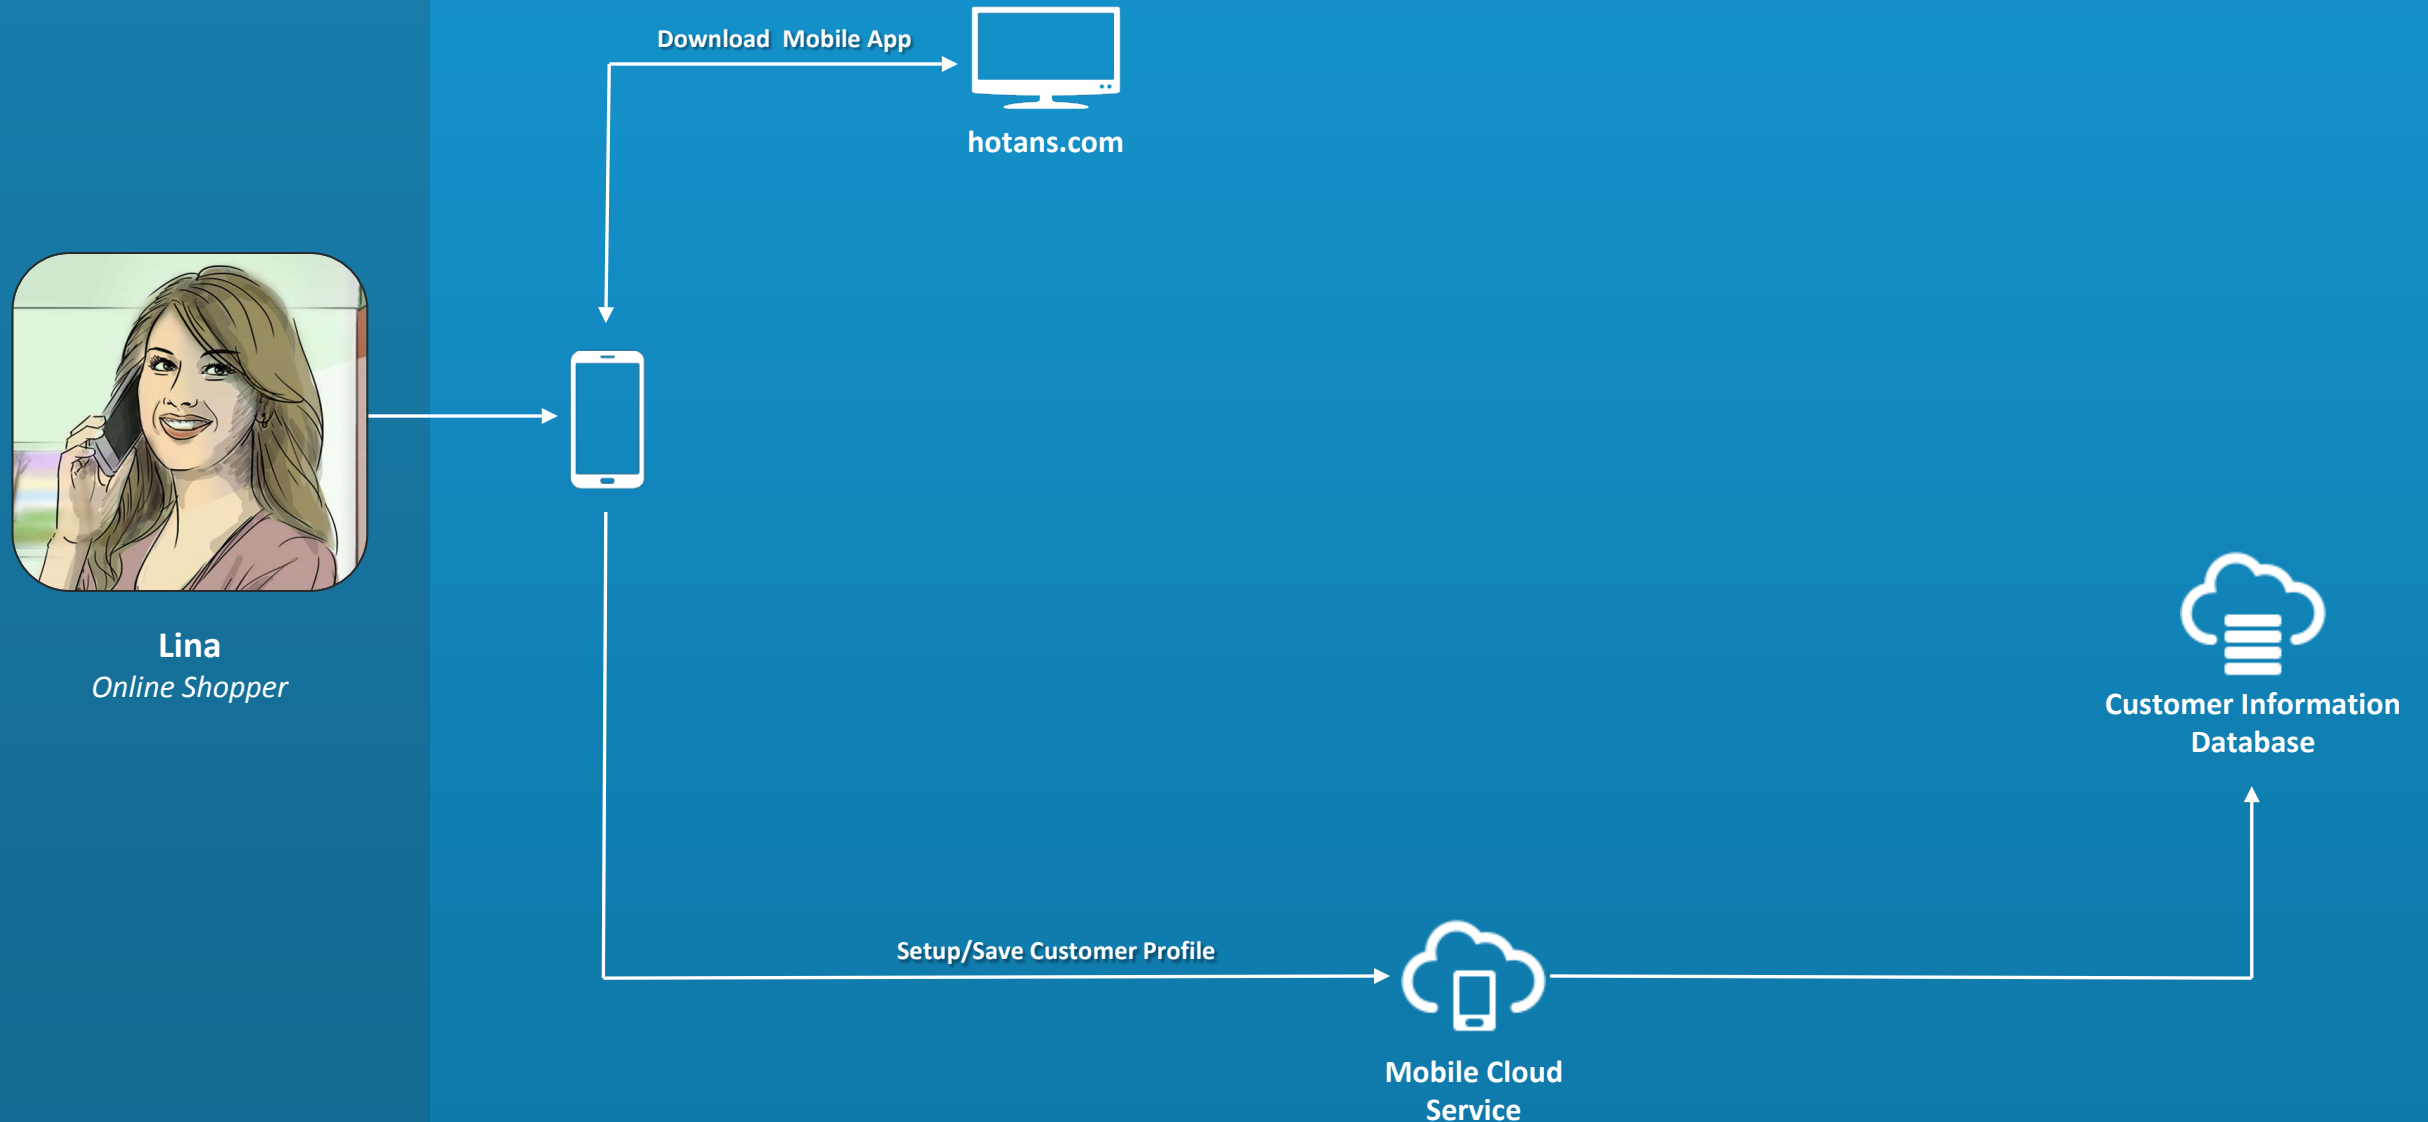 Download  Mobile App
hotans.com
Lina
Online Shopper
Customer Information
Database
Setup/Save Customer Profile
Mobile Cloud
Service